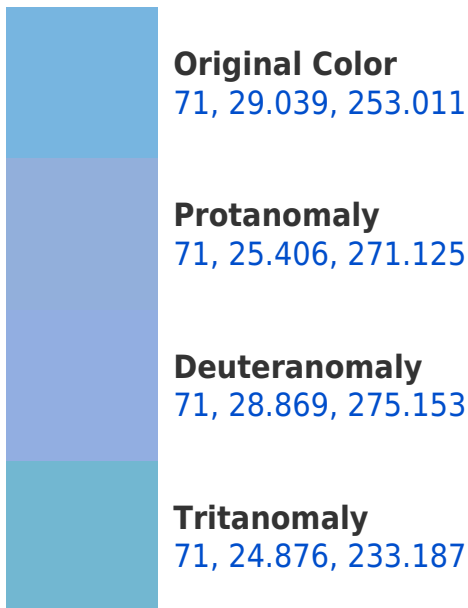 Original Color
71, 29.039, 253.011
Protanomaly
71, 25.406, 271.125
Deuteranomaly
71, 28.869, 275.153
Tritanomaly
71, 24.876, 233.187